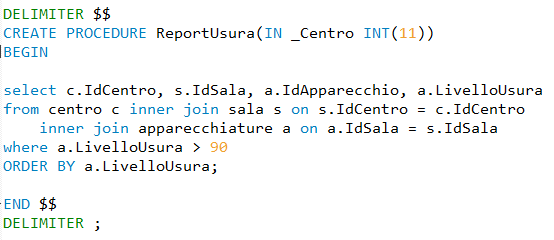 DELIMITER $$
CREATE PROCEDURE ReportUsura(IN _Centro INT(11))
BEGIN
select c.IdCentro, s.IdSala, a.IdApparecchio, a.LivelloUsura
from centro c inner join sala s on s.IdCentro = c.IdCentro
    inner join apparecchiature a on a.IdSala = s.IdSala
where a.LivelloUsura > 90
ORDER BY a.LivelloUsura;
END $$
DELIMITER ;